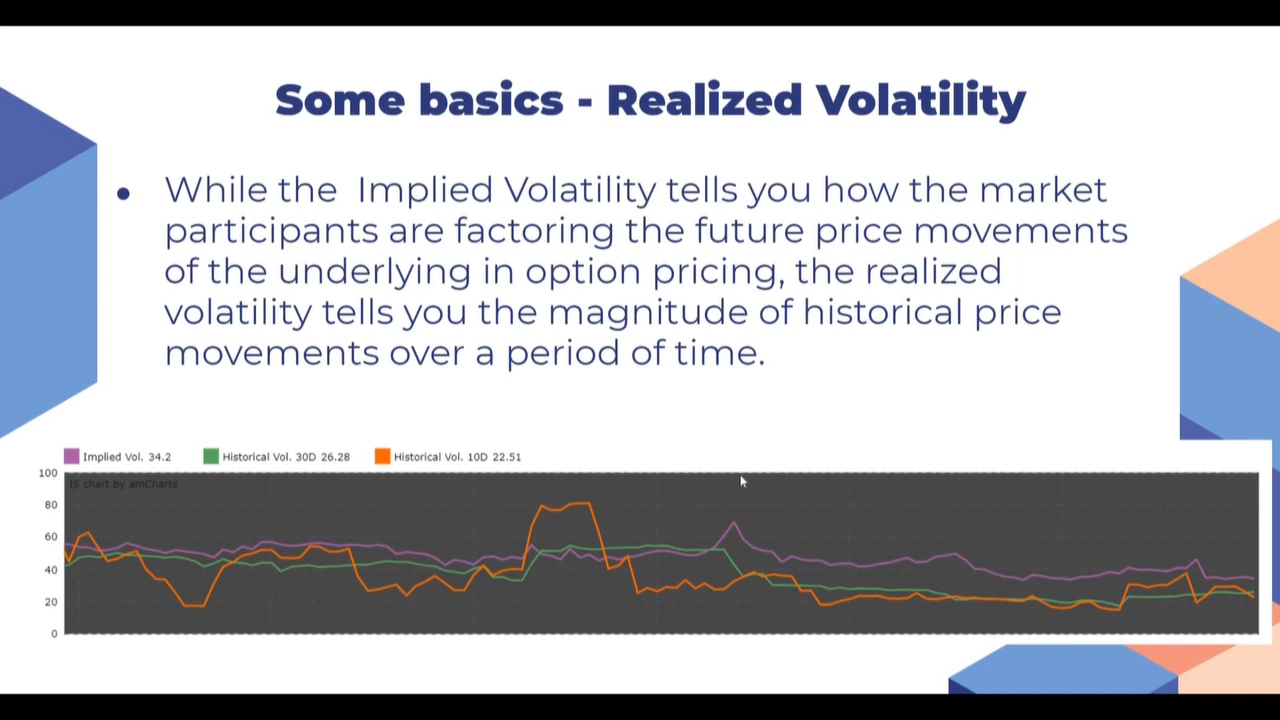 Some basics - Realized Volatility
● While the Implied Volatility tells you how the market
participants are factoring the future price movements
of the underlying in option pricing, the realized
volatility tells you the magnitude of historical price
movements over a period of time.
Implied Vol. 34.2 Historical Vol. 30D 26.28 Historical Vol. 10D 22.51
JS chart by amCharts
100
80
60
40
20
0